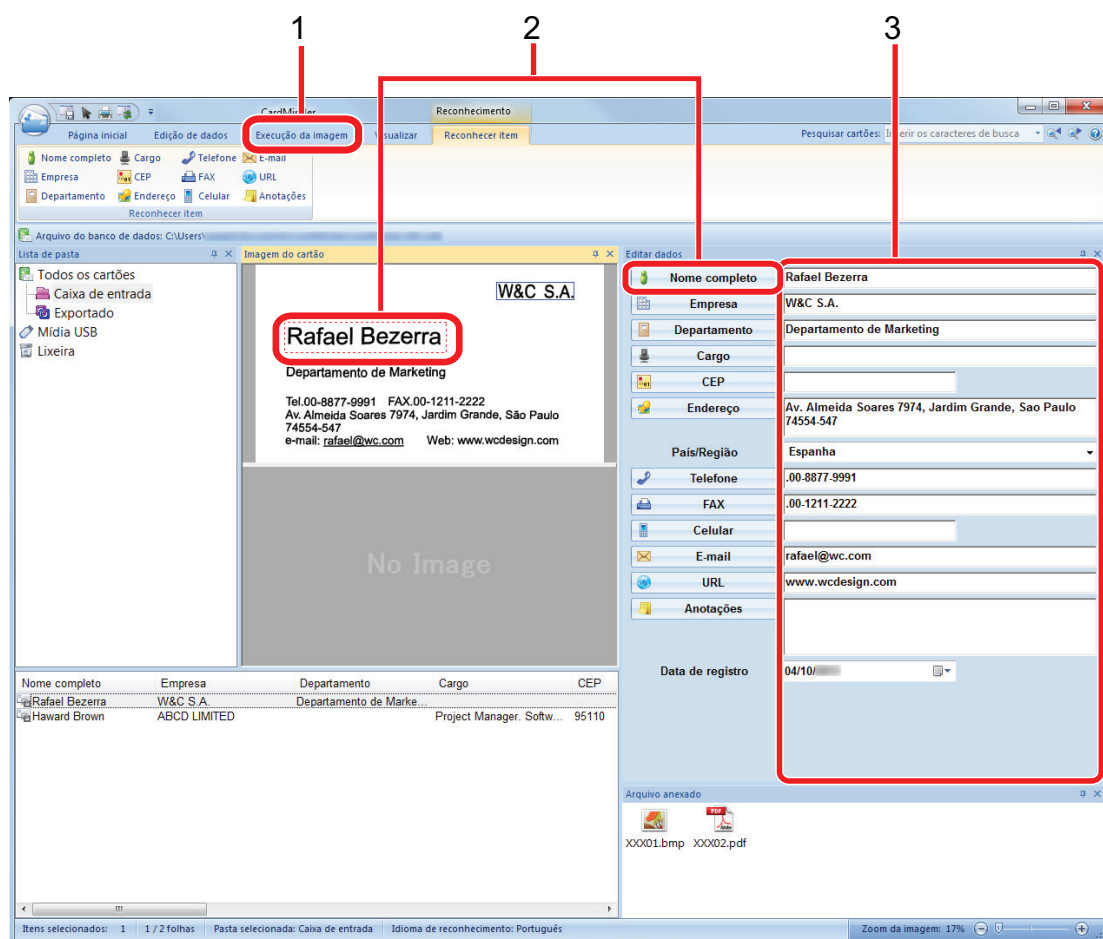 1 2 3
CardMinder Reconhecimento
Página inicial Edição de dados Execução da imagem Visualizar Reconhecer item Pesquisar cartões: Inserir os caracteres de busca
Nome completo Cargo Telefone E-mail
Empresa CEP FAX URL
Departamento Endereço Celular Anotações
Reconhecer item
Arquivo do banco de dados: C:\Users\
Lista de pasta
Todos os cartões
Caixa de entrada
Exportado
Mídia USB
Lixeira
Imagem do cartão
W&C S.A.
Rafael Bezerra
Departamento de Marketing
Tel.00-8877-9991 FAX.00-1211-2222
Av. Almeida Soares 7974, Jardim Grande, São Paulo
74554-547
e-mail: rafael@wc.com Web: www.wcdesign.com
No Image
Editar dados
Nome completo Rafael Bezerra
Empresa W&C S.A.
Departamento Departamento de Marketing
Cargo
CEP
Endereço Av. Almeida Soares 7974, Jardim Grande, Sao Paulo
74554-547
País/Região Espanha
Telefone .00-8877-9991
FAX .00-1211-2222
Celular
E-mail rafael@wc.com
URL www.wcdesign.com
Anotações
Data de registro 04/10/
Nome completo Empresa Departamento Cargo CEP
Rafael Bezerra W&C S.A. Departamento de Marke...
Haward Brown ABCD LIMITED Project Manager. Softw... 95110
Arquivo anexado
PDF
Adobe
XXX01.bmp XXX02.pdf
Itens selecionados: 1 1 / 2 folhas Pasta selecionada: Caixa de entrada Idioma de reconhecimento: Português Zoom da imagem: 17%